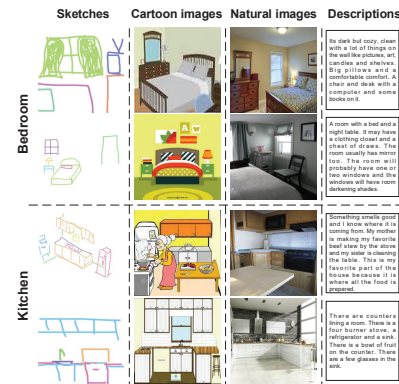 Sketches Cartoon images Natural images Descriptions
Bedroom
Its dark but cozy, clean
with a lot of things on
the wall like pictures, art,
candles and shelves.
Big pillows and a
comfortable comfort. A
chair and desk with a
computer and some
books on it.
A room with a bed and a
night table. It may have
a clothing closet and a
chest of draws. The
room usually has mirror
too. The room will
probably have one or
two windows and the
windows will have room
darkening shades.
Kitchen
Something smells good
and I know where it is
coming from. My mother
is making my favorite
beef stew by the stove
and my sister is cleaning
the table. This is my
favorite part of the
house because it is
where all the food is
prepared.
There are counters
lining a room. There is a
four burner stove, a
refrigerator and a sink.
There is a bowl of fruit
on the counter. There
are a few glasses in the
sink.